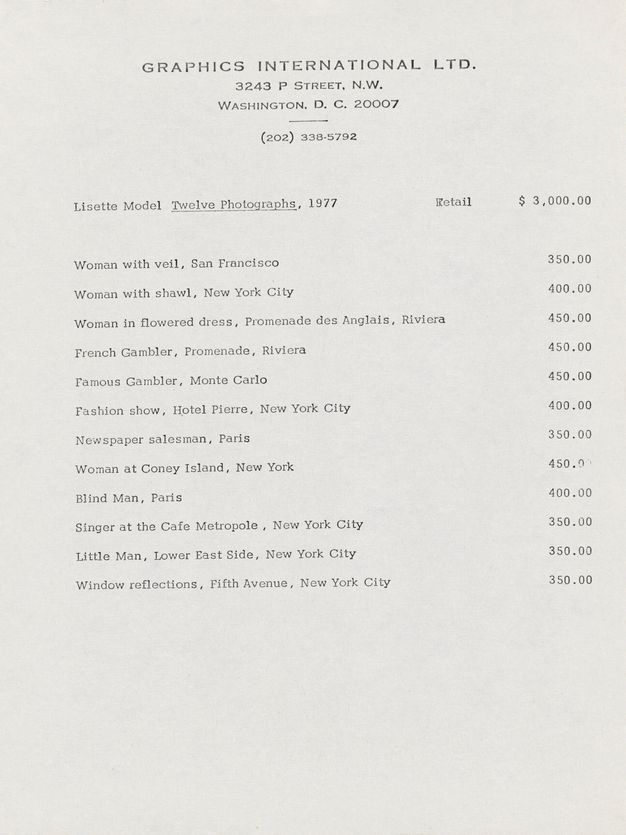 GRAPHICS INTERNATIONAL LTD.
3243 P STREET, N.W.
WASHINGTON, D. C. 20007
(202) 338-5792
Lisette Model Twelve Photographs, 1977 Retail $ 3,000.00
Woman with veil, San Francisco 350.00
Woman with shawl, New York City 400.00
Woman in flowered dress, Promenade des Anglais, Riviera 450.00
French Gambler, Promenade, Riviera 450.00
Famous Gambler, Monte Carlo 450.00
Fashion show, Hotel Pierre, New York City 400.00
Newspaper salesman, Paris 350.00
Woman at Coney Island, New York 450.0
Blind Man, Paris 400.00
Singer at the Cafe Metropole , New York City 350.00
Little Man, Lower East Side, New York City 350.00
Window reflections, Fifth Avenue, New York City 350.00